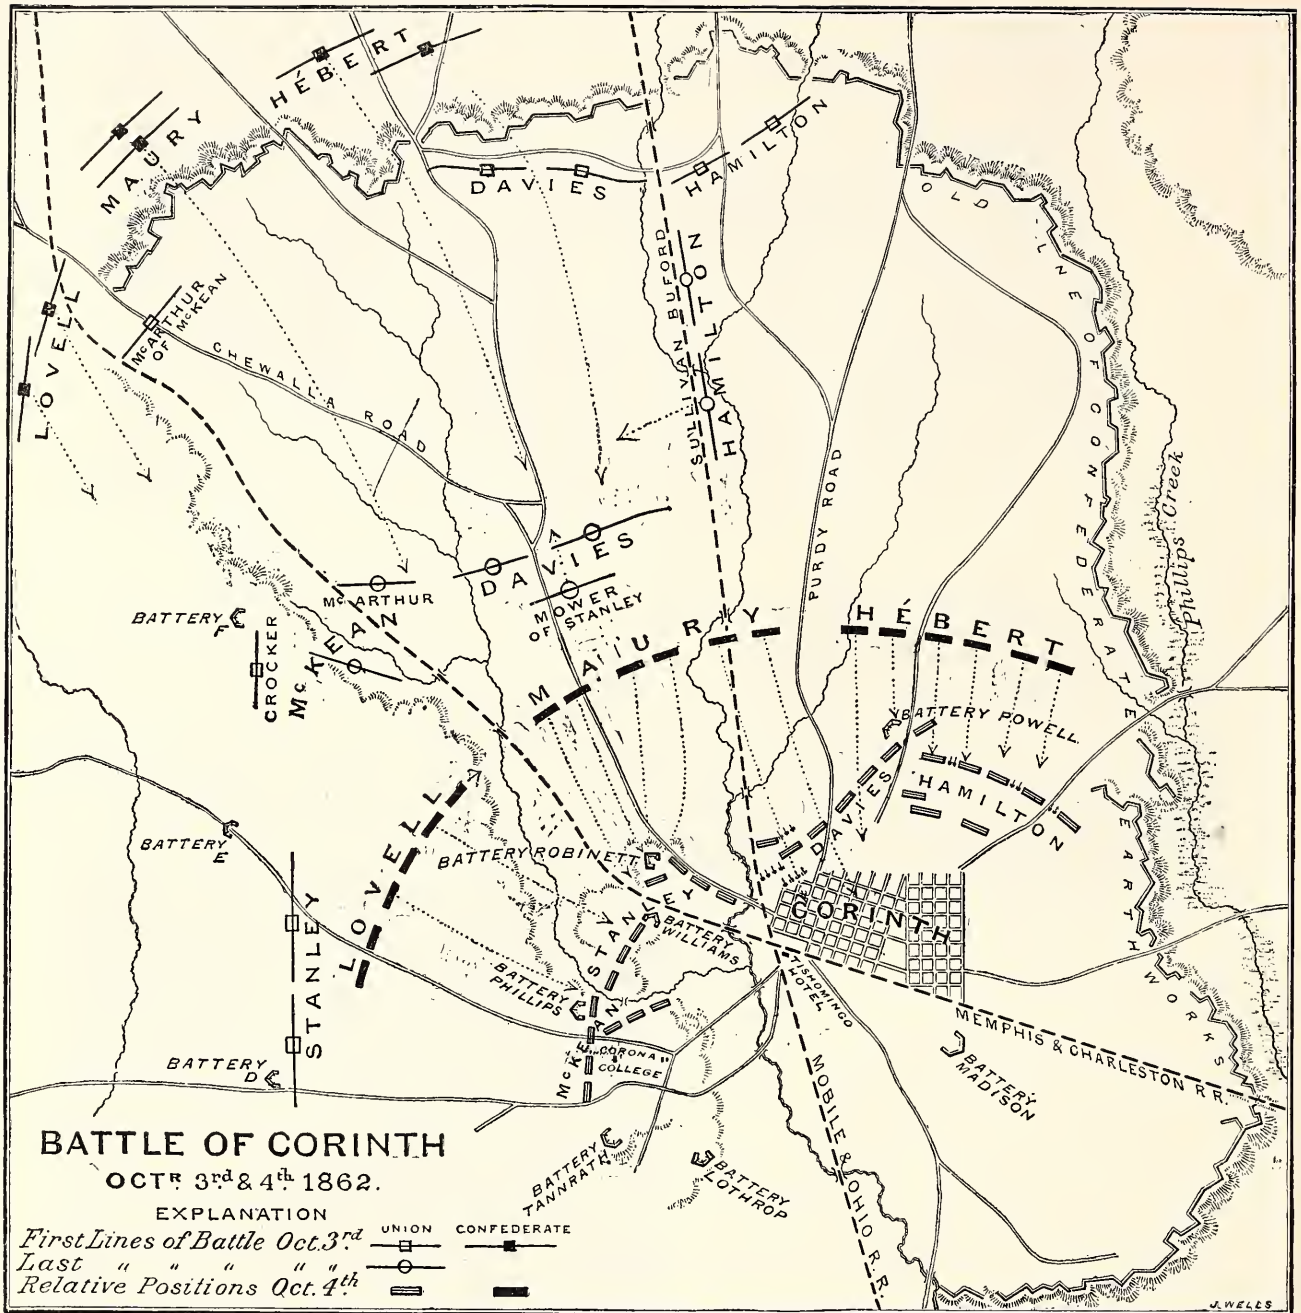 HÉBERT
MAURY
DAVIES
HAMILTON
OLD LINE OF CONFEDERATE EARTH WORKS
LOVELL
McARTHUR
OF McKEAN
CHEWALLA ROAD
SULLIVAN BUFORD
HAMILTON
PURDY ROAD
Phillips Creek
DAVIES
McARTHUR
MOWER
OF STANLEY
BATTERY
F
CROCKER
McKEAN
MAURY
HÉBERT
BATTERY POWELL
HAMILTON
DAVIES
BATTERY
E
LOVELL
BATTERY ROBINETT
STANLEY
BATTERY
WILLIAMS
CORINTH
STANLEY
BATTERY
PHILLIPS
TISHOMINGO
HOTEL
McKEAN
"CORONA"
COLLEGE
BATTERY
D
MEMPHIS & CHARLESTON R.R.
BATTERY
MADISON
MOBILE & OHIO R.R.
BATTERY
TANNRATH
BATTERY
LOTHROP
BATTLE OF CORINTH
OCTR. 3rd & 4th 1862.
EXPLANATION
UNION CONFEDERATE
First Lines of Battle Oct. 3rd
Last " " " " "
Relative Positions Oct. 4th
J. WELLS